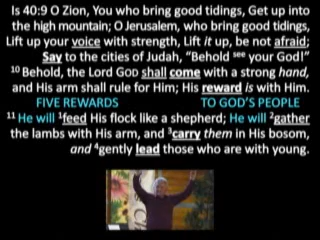 Is 40:9 O Zion, You who bring good tidings, Get up into
the high mountain; O Jerusalem, who bring good tidings,
Lift up your voice with strength, Lift it up, be not afraid;
Say to the cities of Judah, “Behold see your God!”
10 Behold, the Lord GOD shall come with a strong hand,
and His arm shall rule for Him; His reward is with Him.
FIVE REWARDS TO GOD’S PEOPLE
11 He will 1feed His flock like a shepherd; He will 2gather
the lambs with His arm, and 3carry them in His bosom,
and 4gently lead those who are with young.